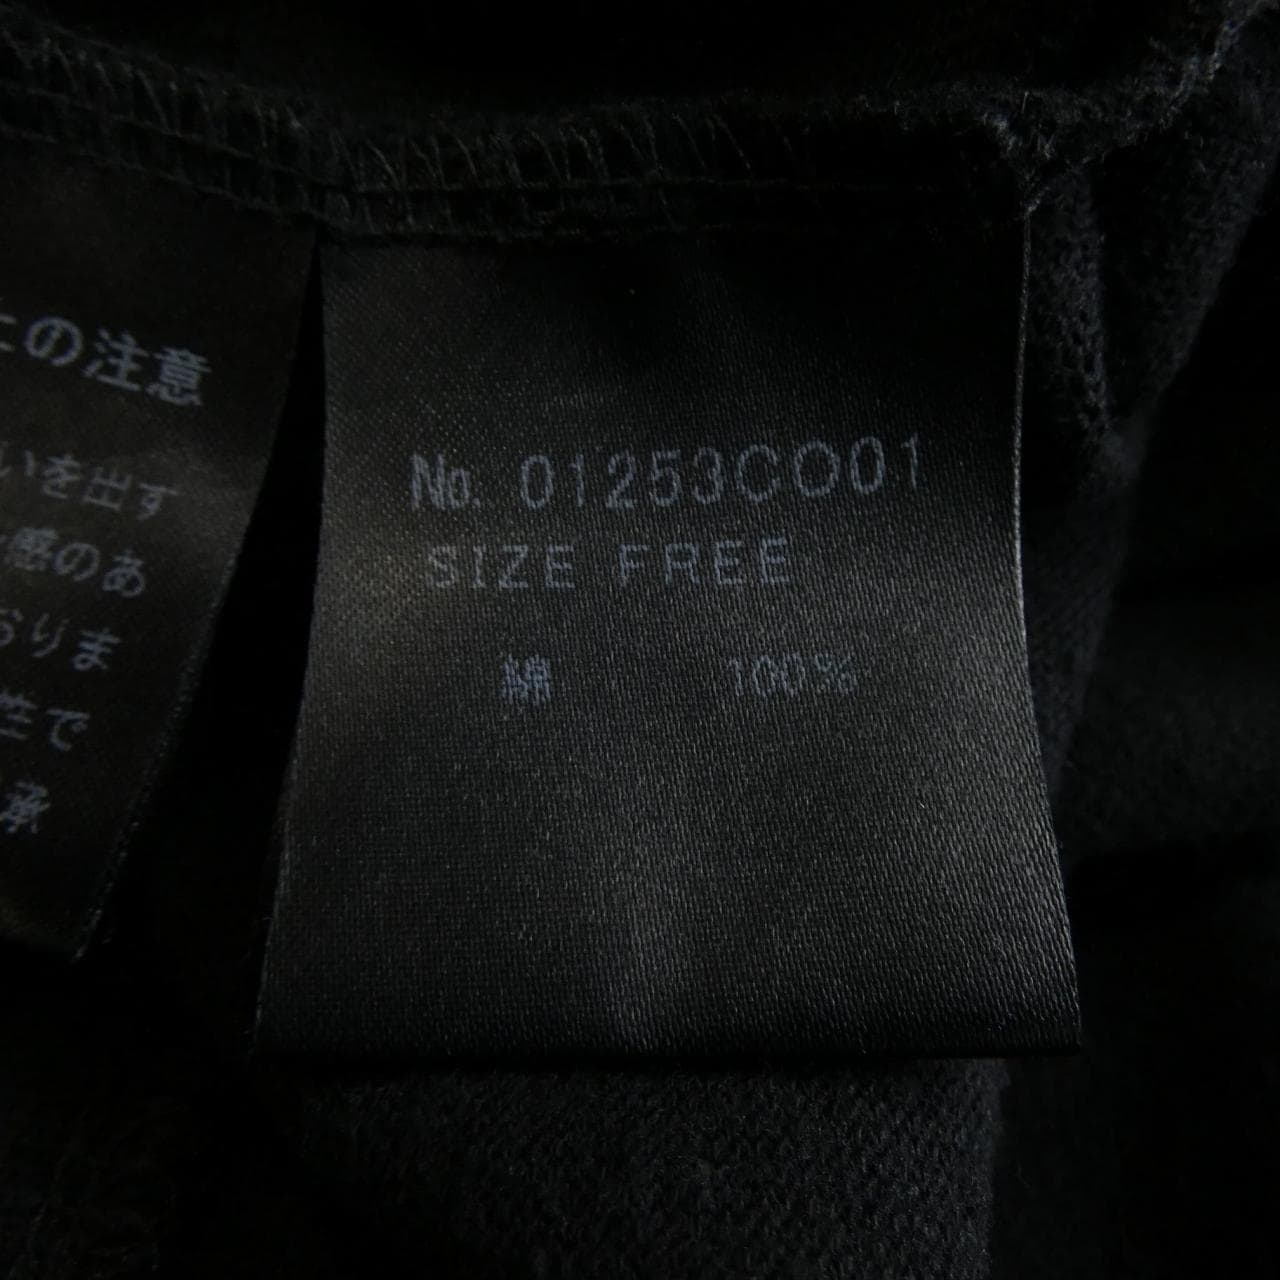 の注意
いを出す
感のあ
おりま
性で
承
No. 01253CO01
SIZE FREE
綿 100%